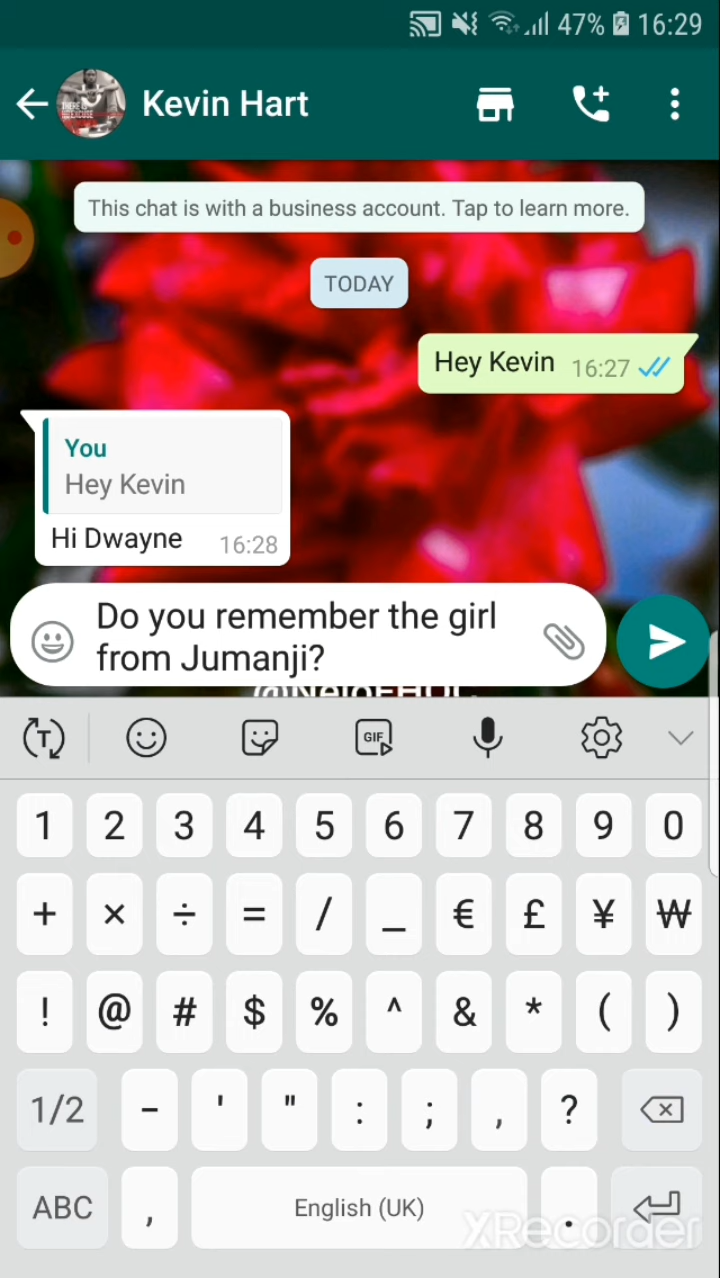 47% 16:29
Kevin Hart
This chat is with a business account. Tap to learn more.
TODAY
Hey Kevin 16:27
You
Hey Kevin
Hi Dwayne 16:28
Do you remember the girl
from Jumanji?
T GIF
1 2 3 4 5 6 7 8 9 0
+ × ÷ = / _ € £ ¥ ₩
! @ # $ % ^ & * ( )
1/2 - ' " : ; , ?
ABC , English (UK) .
XRecorder